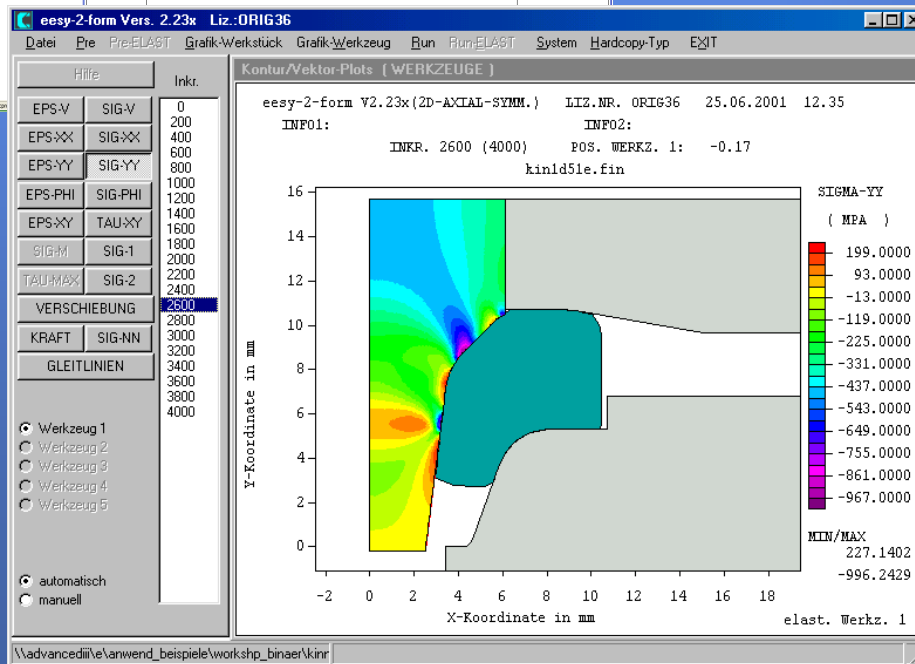 eesy-2-form Vers. 2.23x Liz.:ORIG36
Datei Pre Pre-ELAST Grafik-Werkstück Grafik-Werkzeug Run Run-ELAST System Hardcopy-Typ EXIT
Hilfe
EPS-V SIG-V
EPS-XX SIG-XX
EPS-YY SIG-YY
EPS-PHI SIG-PHI
EPS-XY TAU-XY
SIG-M SIG-1
TAU-MAX SIG-2
VERSCHIEBUNG
KRAFT SIG-NN
GLEITLINIEN
Werkzeug 1
Werkzeug 2
Werkzeug 3
Werkzeug 4
Werkzeug 5
automatisch
manuell
Inkr.
0
200
400
600
800
1000
1200
1400
1600
1800
2000
2200
2400
2600
2800
3000
3200
3400
3600
3800
4000
Kontur/Vektor-Plots ( WERKZEUGE )
eesy-2-form V2.23x(2D-AXIAL-SYMM.) LIZ.NR. ORIG36 25.06.2001 12.35
INFO1: INFO2:
INKR. 2600 (4000) POS. WERKZ. 1: -0.17
kin1d51e.fin
16
14
12
10
8
6
4
2
0
Y-Koordinate in mm
-2 0 2 4 6 8 10 12 14 16 18
X-Koordinate in mm
SIGMA-YY
( MPA )
199.0000
93.0000
-13.0000
-119.0000
-225.0000
-331.0000
-437.0000
-543.0000
-649.0000
-755.0000
-861.0000
-967.0000
MIN/MAX
227.1402
-996.2429
elast. Werkz. 1
\\advancediii\e\anwend_beispiele\workshp_binaer\kinr